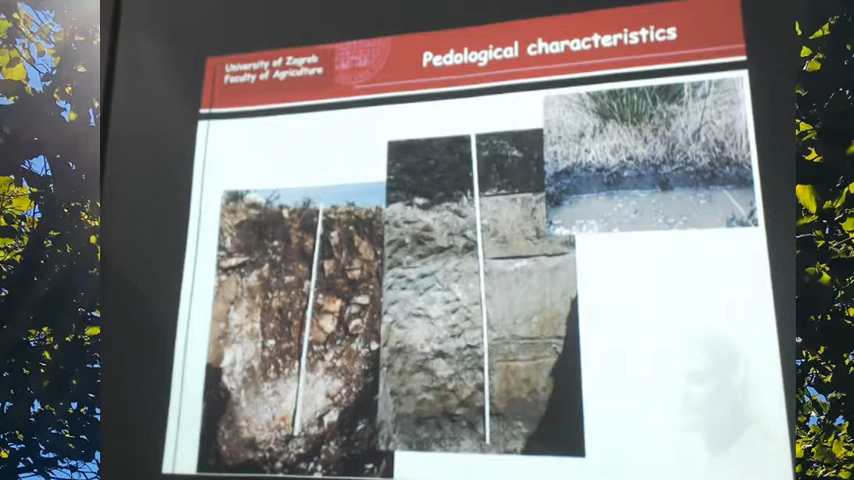 University of Zagreb
Faculty of Agriculture
Pedological characteristics